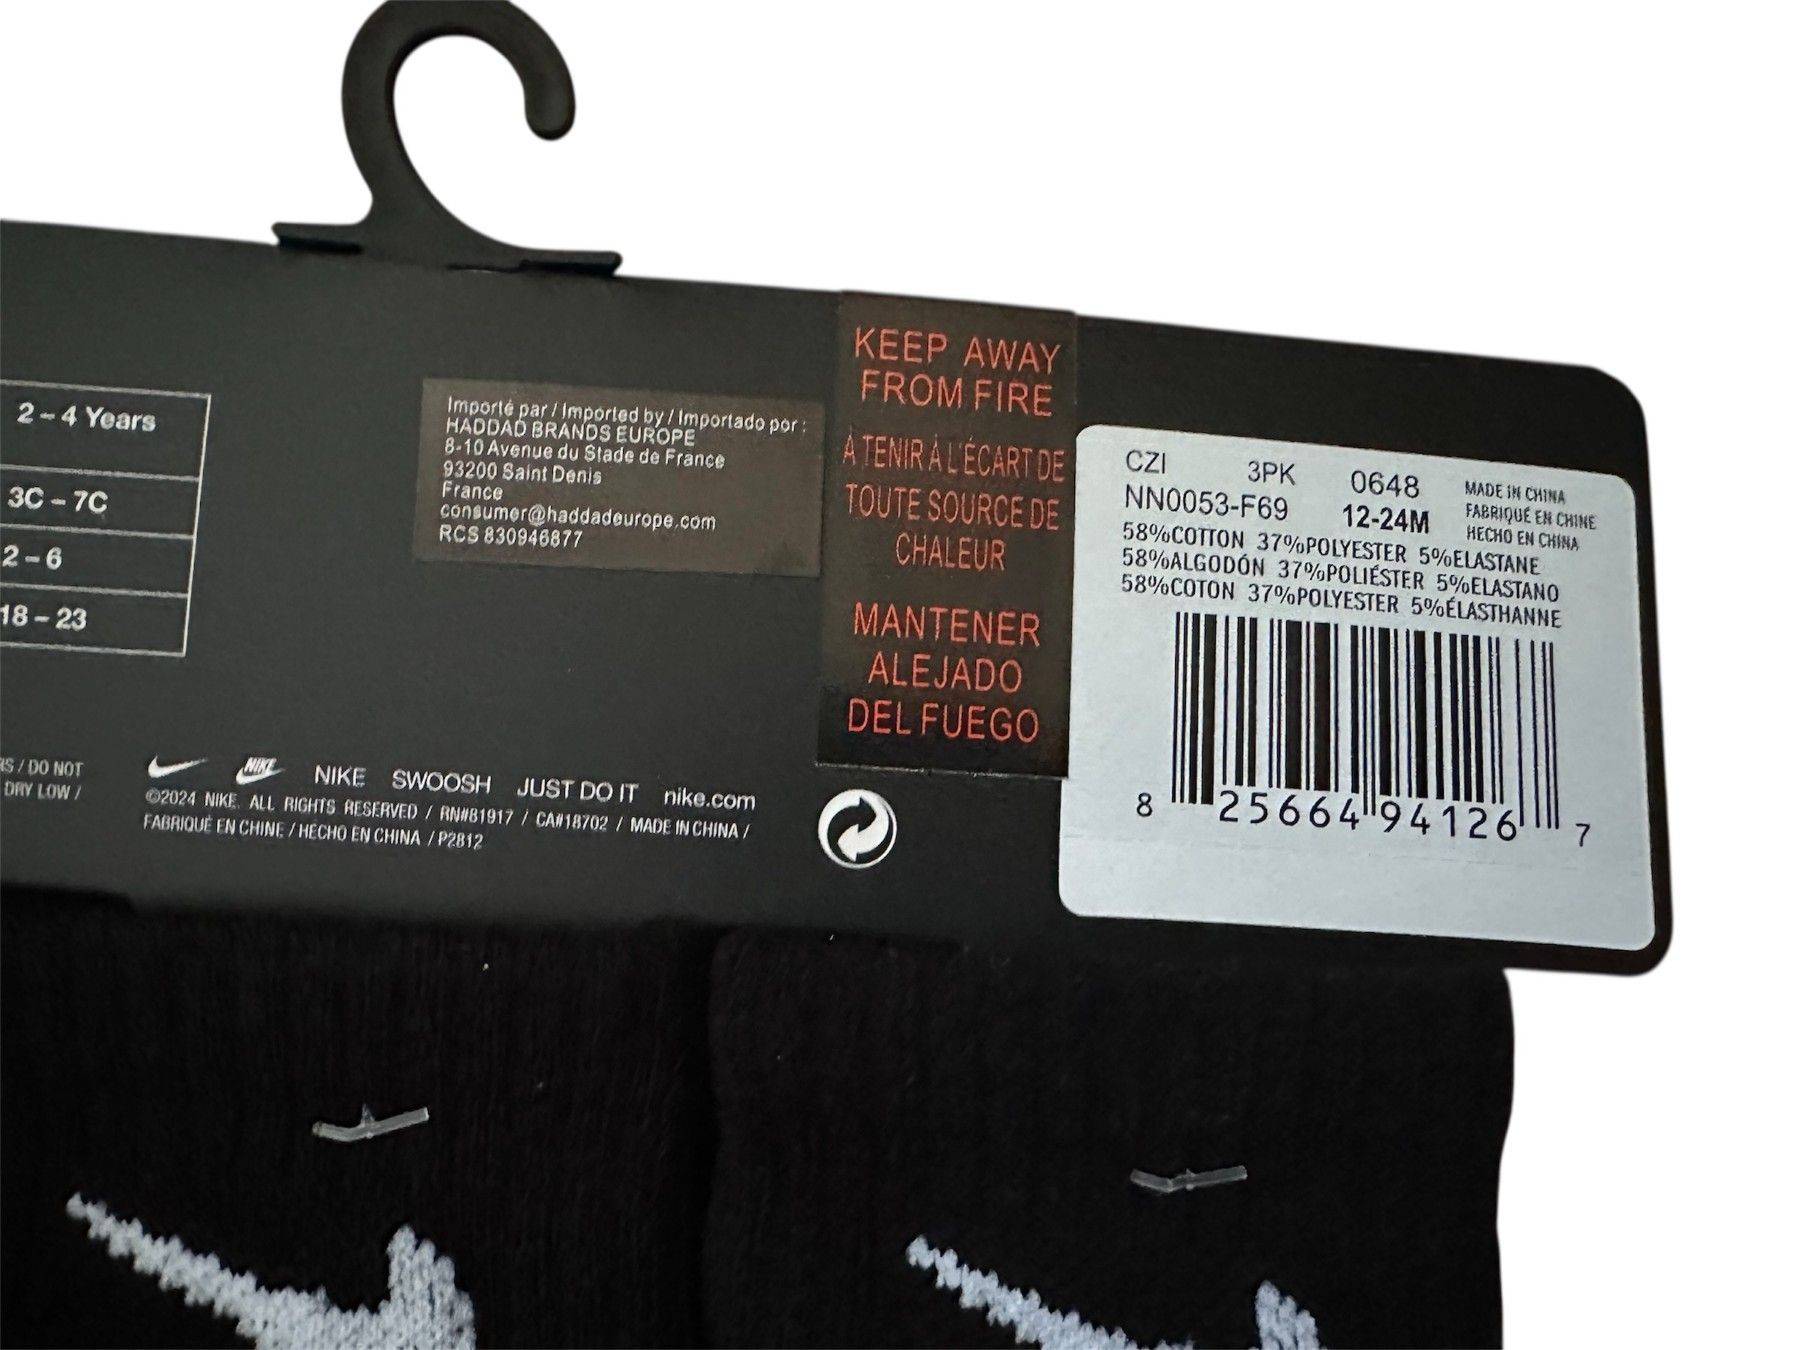 2 – 4 Years
3C – 7C
2 – 6
18 – 23
Importé par / Imported by / Importado por :
HADDAD BRANDS EUROPE
8-10 Avenue du Stade de France
93200 Saint Denis
France
consumer@haddadeurope.com
RCS 830946877
KEEP AWAY
FROM FIRE
À TENIR À L'ÉCART DE
TOUTE SOURCE DE
CHALEUR
MANTENER
ALEJADO
DEL FUEGO
CZI 3PK 0648
NN0053-F69 12-24M
MADE IN CHINA
FABRIQUÉ EN CHINE
HECHO EN CHINA
58%COTTON 37%POLYESTER 5%ELASTANE
58%ALGODÓN 37%POLIÉSTER 5%ELASTANO
58%COTON 37%POLYESTER 5%ÉLASTHANNE
8 25664 94126 7
/ DO NOT
DRY LOW /
NIKE NIKE SWOOSH JUST DO IT nike.com
©2024 NIKE. ALL RIGHTS RESERVED / RN#81917 / CA#18702 / MADE IN CHINA /
FABRIQUÉ EN CHINE / HECHO EN CHINA / P2812